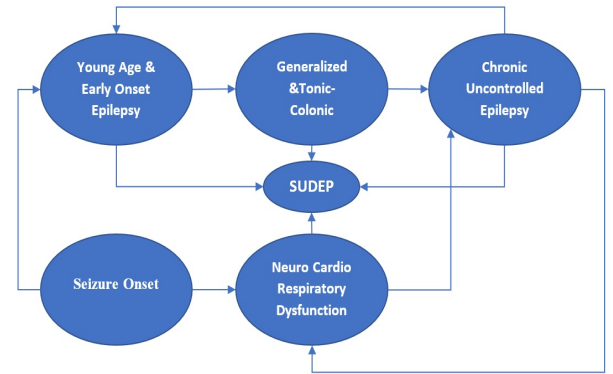 Young Age &
Early Onset
Epilepsy
Generalized
&Tonic-
Colonic
Chronic
Uncontrolled
Epilepsy
SUDEP
Seizure Onset
Neuro Cardio
Respiratory
Dysfunction